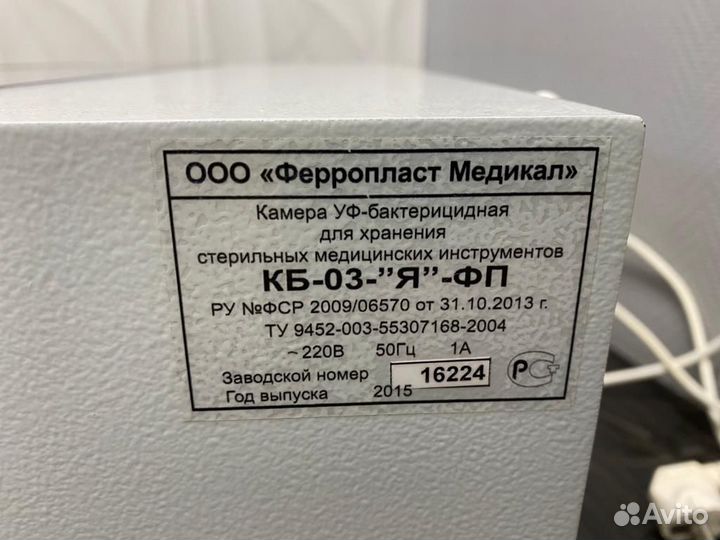 ООО «Ферропласт Медикал»
Камера УФ-бактерицидная
для хранения
стерильных медицинских инструментов
КБ-03-”Я”-ФП
РУ №ФСР 2009/06570 от 31.10.2013 г.
ТУ 9452-003-55307168-2004
~220В 50Гц 1А
Заводской номер 16224
Год выпуска 2015
Avito